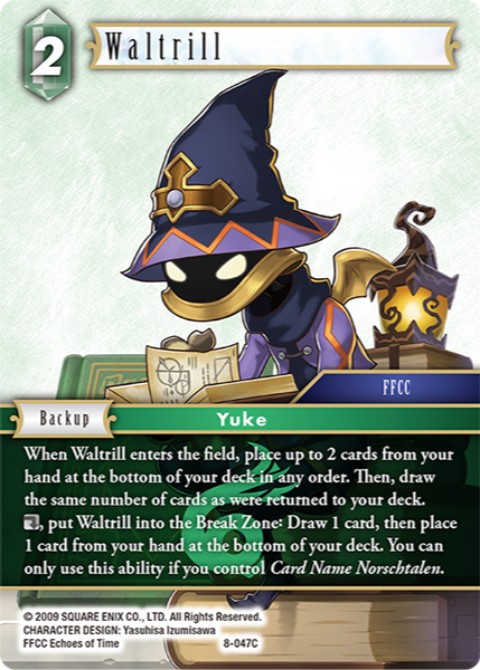 2
Waltrill
FFCC
Backup
Yuke
When Waltrill enters the field, place up to 2 cards from your
hand at the bottom of your deck in any order. Then, draw
the same number of cards as were returned to your deck.
, put Waltrill into the Break Zone: Draw 1 card, then place
1 card from your hand at the bottom of your deck. You can
only use this ability if you control Card Name Norschtalen.
© 2009 SQUARE ENIX CO., LTD. All Rights Reserved.
CHARACTER DESIGN: Yasuhisa Izumisawa
FFCC Echoes of Time
8-047C